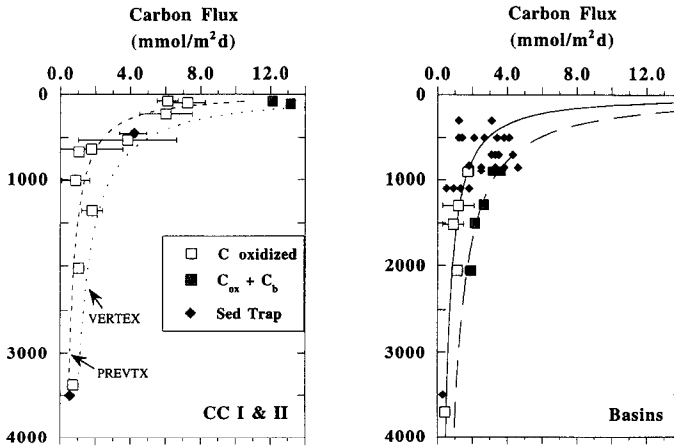 Carbon Flux
(mmol/m²d)
0.0 4.0 8.0 12.0
0
1000
2000
3000
4000
C oxidized
C_ox + C_b
Sed Trap
VERTEX
PREVTX
CC I & II
Carbon Flux
(mmol/m²d)
0.0 4.0 8.0 12.0
0
1000
2000
3000
4000
Basins